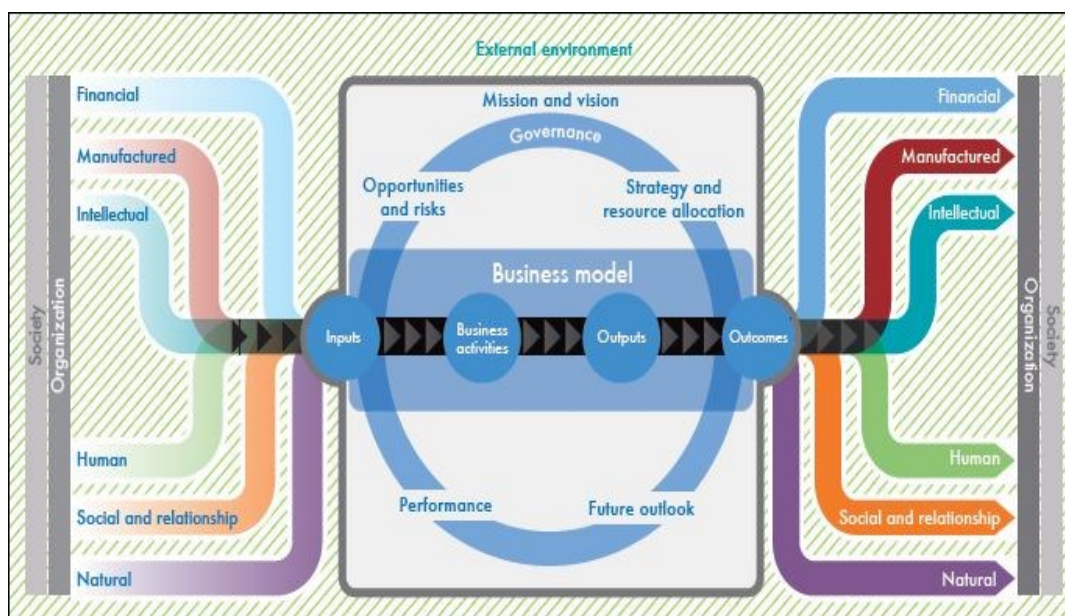 External environment
Society
Organization
Financial
Manufactured
Intellectual
Human
Social and relationship
Natural
Mission and vision
Governance
Opportunities
and risks
Strategy and
resource allocation
Business model
Inputs
Business
activities
Outputs
Outcomes
Performance
Future outlook
Financial
Manufactured
Intellectual
Human
Social and relationship
Natural
Organization
Society